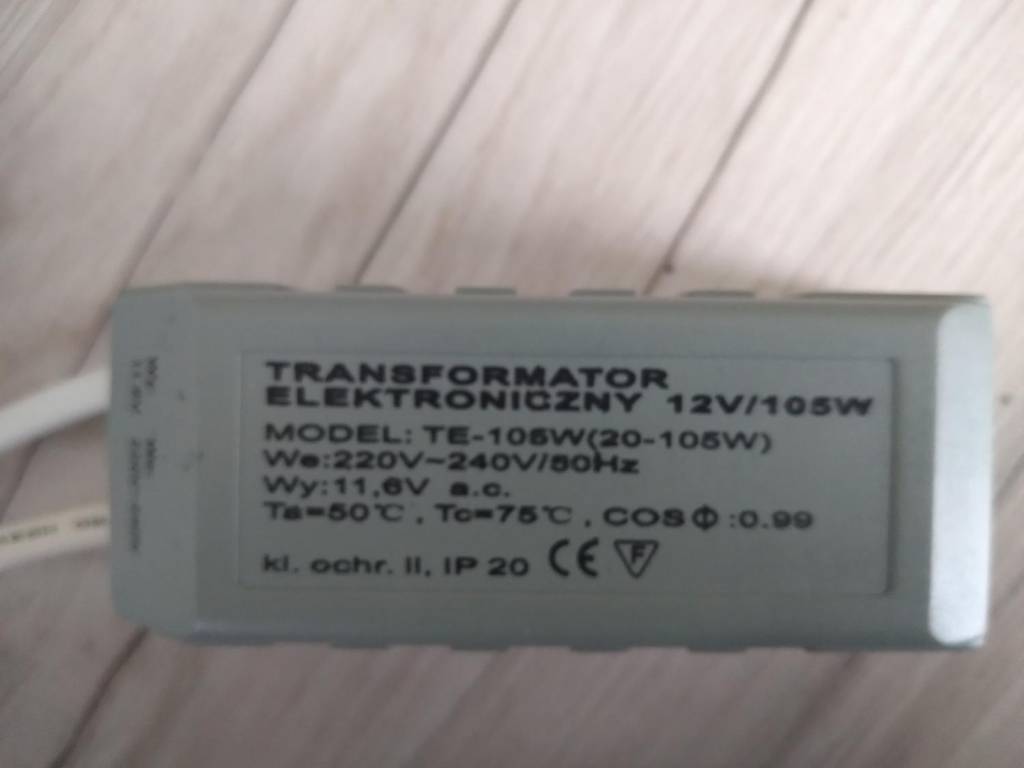 TRANSFORMATOR
ELEKTRONICZNY 12V/105W
MODEL: TE-105W(20-105W)
We:220V~240V/50Hz
Wy:11,6V a.c.
Ta=50℃, Tc=75℃, COSΦ:0.99
kl. ochr. II, IP 20 CE F